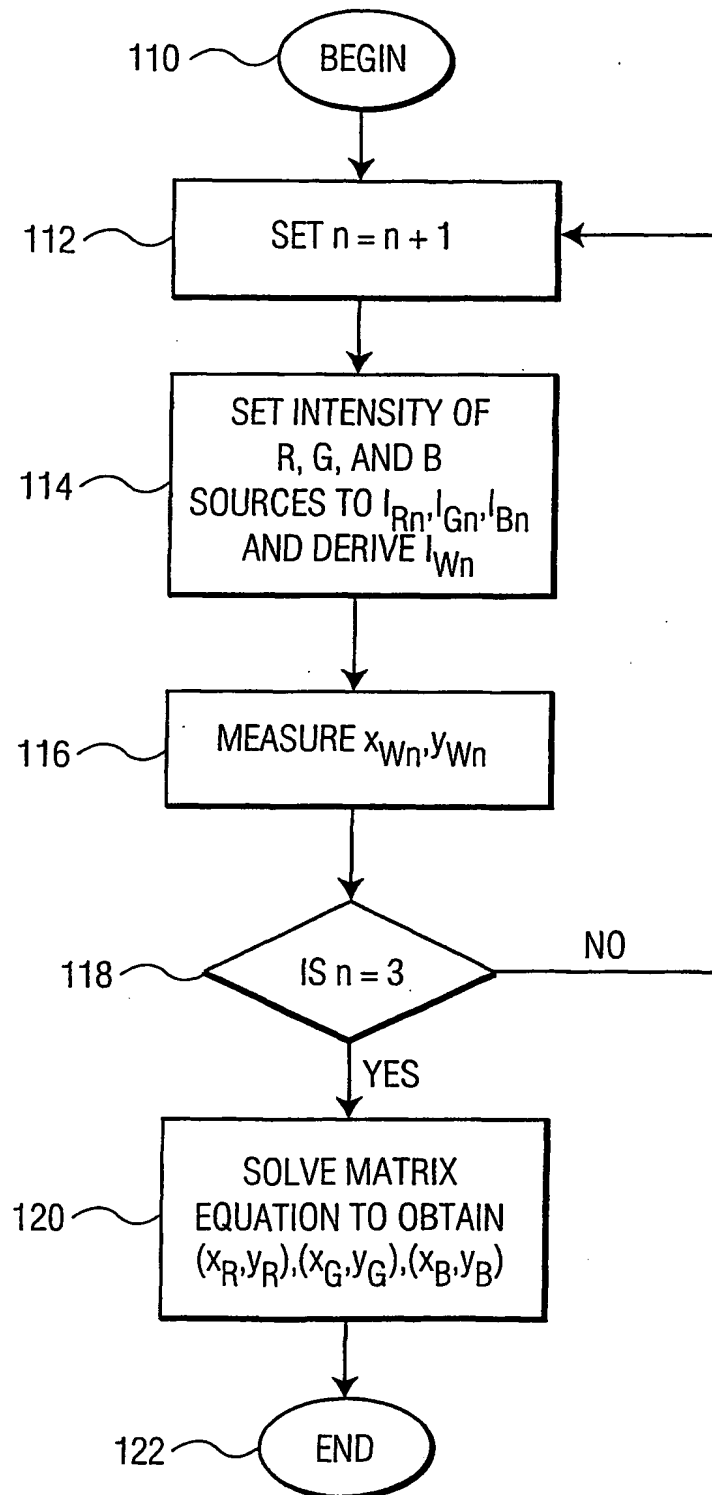 110
BEGIN
112
SET n = n + 1
114
SET INTENSITY OF
R, G, AND B
SOURCES TO I_Rn, I_Gn, I_Bn
AND DERIVE I_Wn
116
MEASURE x_Wn, y_Wn
118
IS n = 3
NO
YES
120
SOLVE MATRIX
EQUATION TO OBTAIN
(x_R, y_R), (x_G, y_G), (x_B, y_B)
122
END